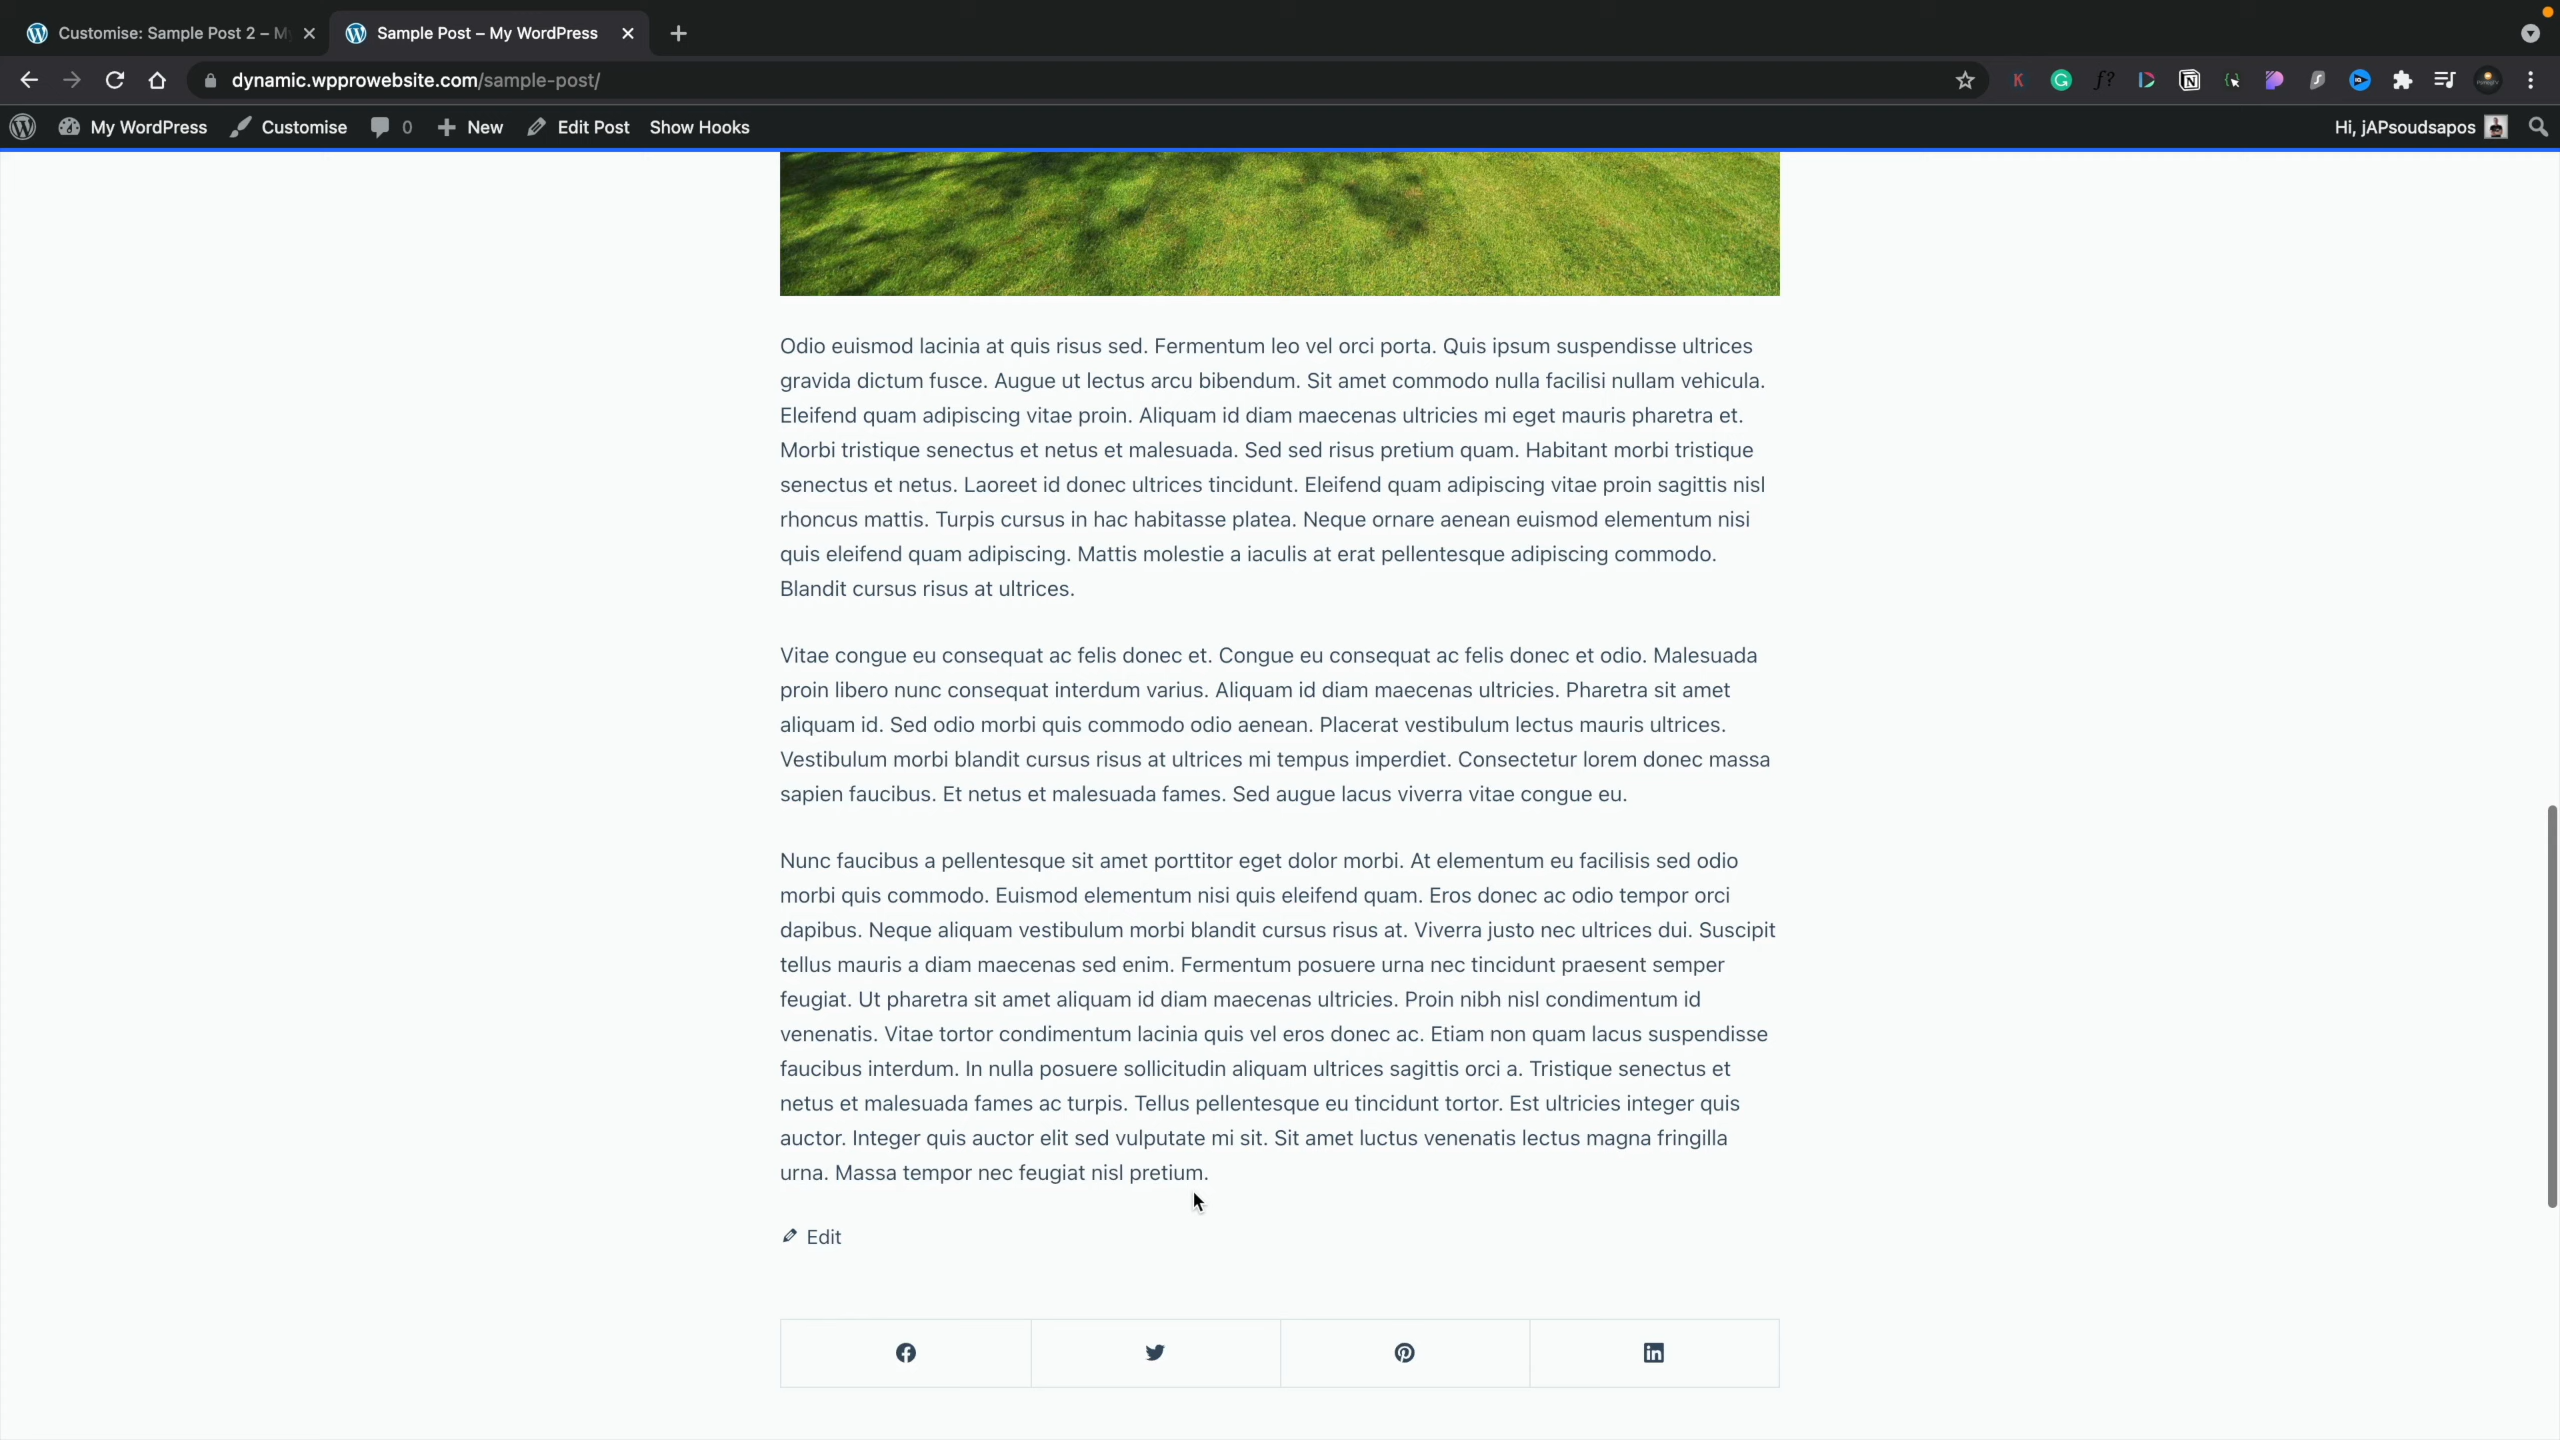 Customise: Sample Post 2 – My
Sample Post – My WordPress
dynamic.wpprowebsite.com/sample-post/
My WordPress
Customise
0
New
Edit Post
Show Hooks
Hi, jAPsoudsapos
Odio euismod lacinia at quis risus sed. Fermentum leo vel orci porta. Quis ipsum suspendisse ultrices
gravida dictum fusce. Augue ut lectus arcu bibendum. Sit amet commodo nulla facilisi nullam vehicula.
Eleifend quam adipiscing vitae proin. Aliquam id diam maecenas ultricies mi eget mauris pharetra et.
Morbi tristique senectus et netus et malesuada. Sed sed risus pretium quam. Habitant morbi tristique
senectus et netus. Laoreet id donec ultrices tincidunt. Eleifend quam adipiscing vitae proin sagittis nisl
rhoncus mattis. Turpis cursus in hac habitasse platea. Neque ornare aenean euismod elementum nisi
quis eleifend quam adipiscing. Mattis molestie a iaculis at erat pellentesque adipiscing commodo.
Blandit cursus risus at ultrices.
Vitae congue eu consequat ac felis donec et. Congue eu consequat ac felis donec et odio. Malesuada
proin libero nunc consequat interdum varius. Aliquam id diam maecenas ultricies. Pharetra sit amet
aliquam id. Sed odio morbi quis commodo odio aenean. Placerat vestibulum lectus mauris ultrices.
Vestibulum morbi blandit cursus risus at ultrices mi tempus imperdiet. Consectetur lorem donec massa
sapien faucibus. Et netus et malesuada fames. Sed augue lacus viverra vitae congue eu.
Nunc faucibus a pellentesque sit amet porttitor eget dolor morbi. At elementum eu facilisis sed odio
morbi quis commodo. Euismod elementum nisi quis eleifend quam. Eros donec ac odio tempor orci
dapibus. Neque aliquam vestibulum morbi blandit cursus risus at. Viverra justo nec ultrices dui. Suscipit
tellus mauris a diam maecenas sed enim. Fermentum posuere urna nec tincidunt praesent semper
feugiat. Ut pharetra sit amet aliquam id diam maecenas ultricies. Proin nibh nisl condimentum id
venenatis. Vitae tortor condimentum lacinia quis vel eros donec ac. Etiam non quam lacus suspendisse
faucibus interdum. In nulla posuere sollicitudin aliquam ultrices sagittis orci a. Tristique senectus et
netus et malesuada fames ac turpis. Tellus pellentesque eu tincidunt tortor. Est ultricies integer quis
auctor. Integer quis auctor elit sed vulputate mi sit. Sit amet luctus venenatis lectus magna fringilla
urna. Massa tempor nec feugiat nisl pretium.
Edit